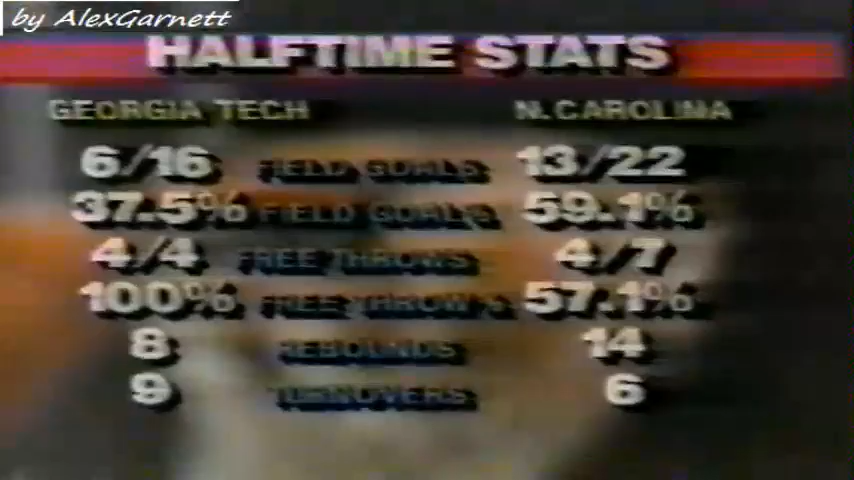 by AlexGarnett
HALFTIME STATS
GEORGIA TECH N. CAROLINA
6/16 FIELD GOALS 13/22
37.5% FIELD GOALS 59.1%
4/4 FREE THROWS 4/7
100% FREE THROWS 57.1%
8 REBOUNDS 14
9 TURNOVERS 6